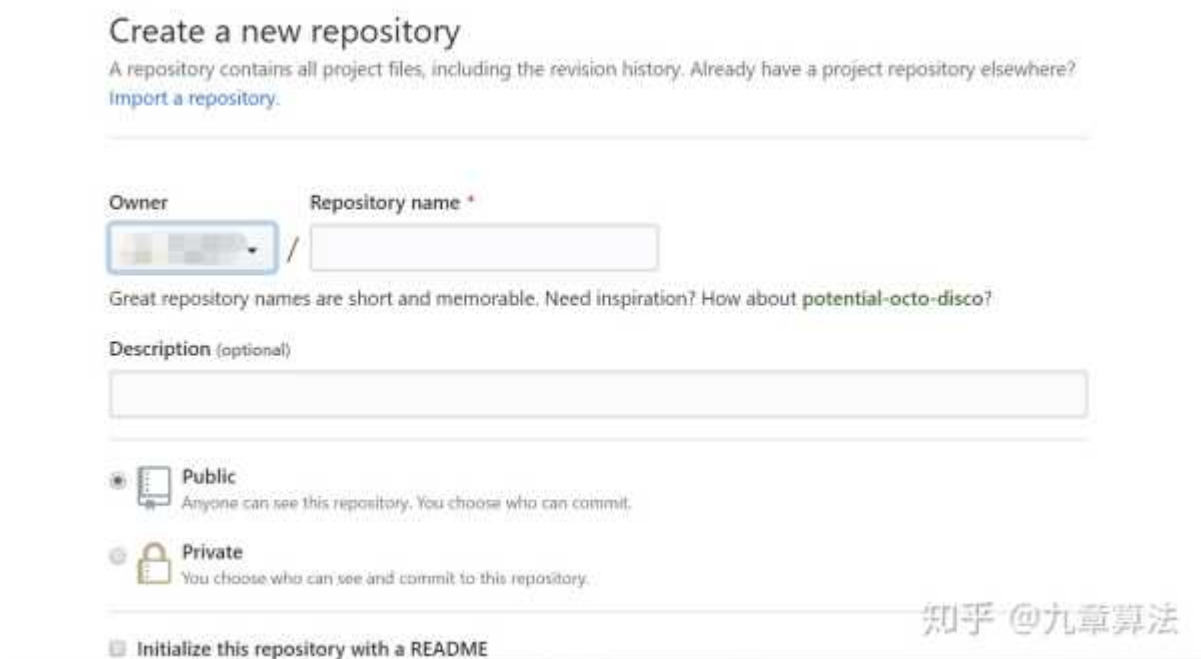 Create a new repository
A repository contains all project files, including the revision history. Already have a project repository elsewhere?
Import a repository.
Owner
Repository name *
/
Great repository names are short and memorable. Need inspiration? How about potential-octo-disco?
Description (optional)
Public
Anyone can see this repository. You choose who can commit.
Private
You choose who can see and commit to this repository.
知乎 @九章算法
Initialize this repository with a README